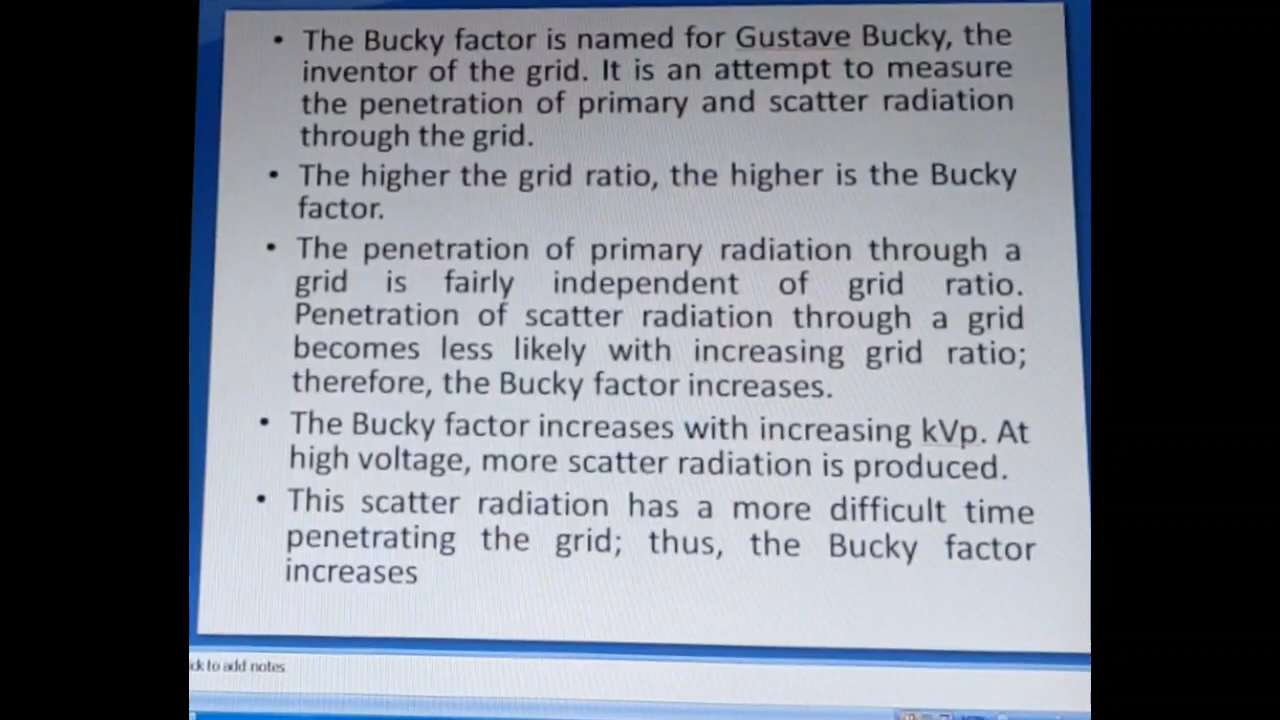 • The Bucky factor is named for Gustave Bucky, the
inventor of the grid. It is an attempt to measure
the penetration of primary and scatter radiation
through the grid.
• The higher the grid ratio, the higher is the Bucky
factor.
• The penetration of primary radiation through a
grid is fairly independent of grid ratio.
Penetration of scatter radiation through a grid
becomes less likely with increasing grid ratio;
therefore, the Bucky factor increases.
• The Bucky factor increases with increasing kVp. At
high voltage, more scatter radiation is produced.
• This scatter radiation has a more difficult time
penetrating the grid; thus, the Bucky factor
increases
to add notes